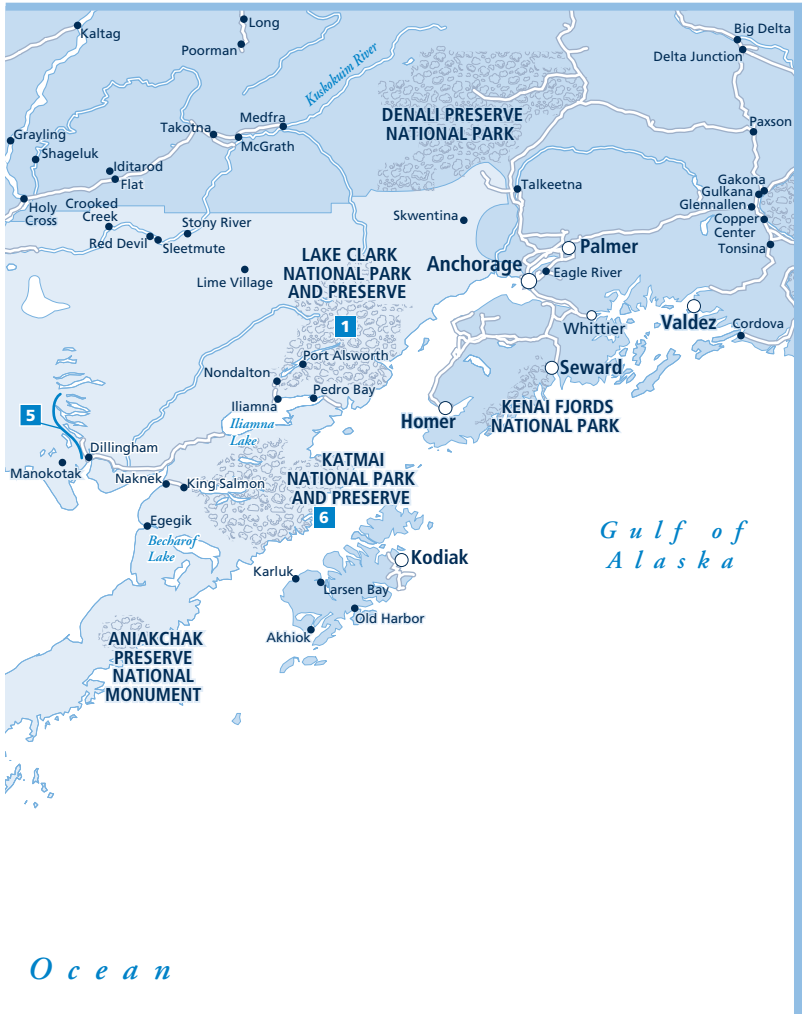 Long
Kaltag
Poorman
Big Delta
Delta Junction
Kuskokuim River
DENALI PRESERVE
NATIONAL PARK
Medfra
Takotna
McGrath
Paxson
Grayling
Shageluk
Iditarod
Flat
Talkeetna
Gakona
Gulkana
Glennallen
Copper
Center
Tonsina
Holy
Cross
Crooked
Creek
Stony River
Red Devil
Sleetmute
Skwentina
Palmer
Anchorage
Eagle River
LAKE CLARK
NATIONAL PARK
AND PRESERVE
Lime Village
1
Whittier
Valdez
Cordova
Port Alsworth
Nondalton
Pedro Bay
Iliamna
Seward
Homer
KENAI FJORDS
NATIONAL PARK
5
Iliamna
Lake
Dillingham
Manokotak
Naknek
King Salmon
KATMAI
NATIONAL PARK
AND PRESERVE
6
Egegik
Becharof
Lake
Gulf of
Alaska
Kodiak
Karluk
Larsen Bay
Old Harbor
Akhiok
ANIAKCHAK
PRESERVE
NATIONAL
MONUMENT
Ocean